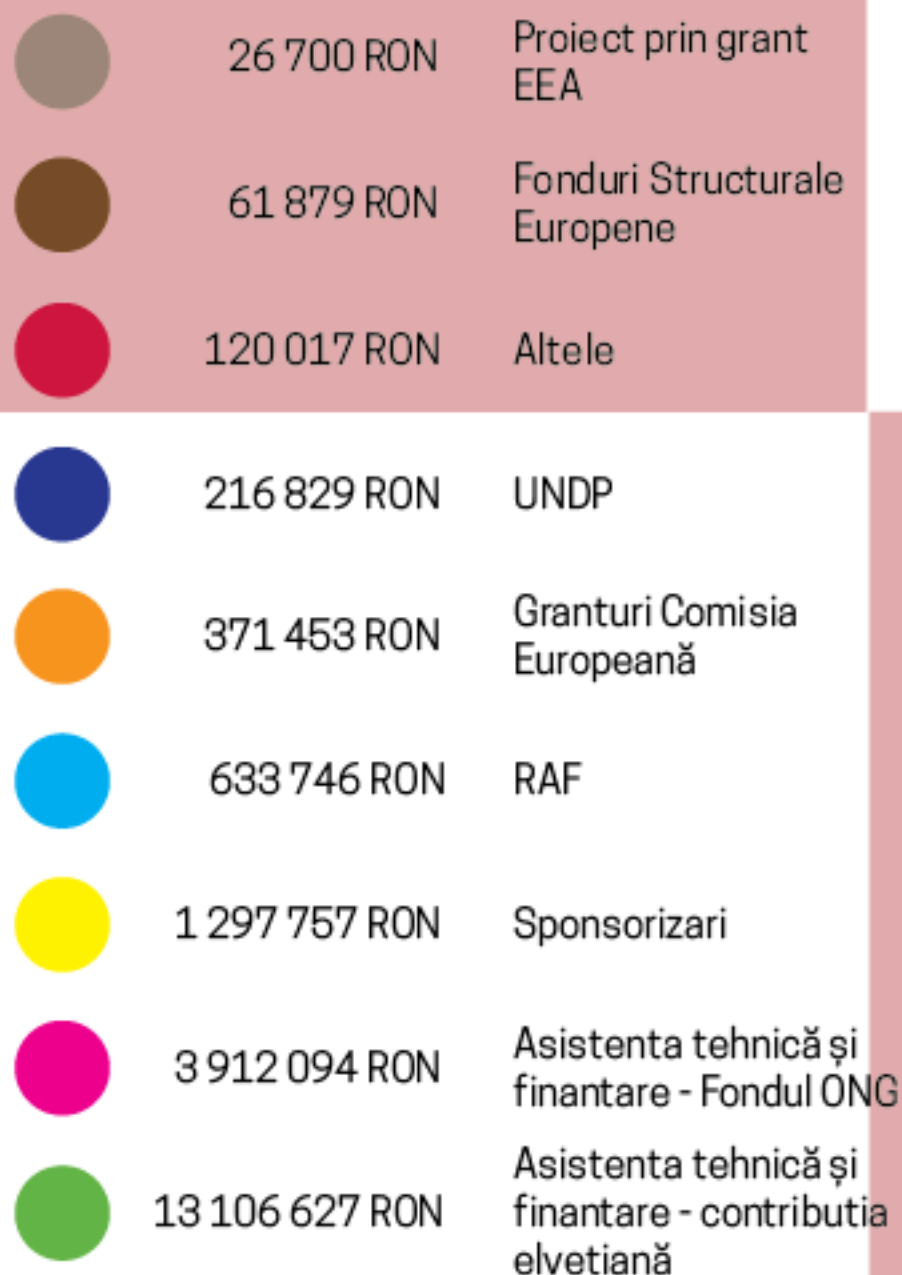 26 700 RON Proiect prin grant
EEA
61 879 RON Fonduri Structurale
Europene
120 017 RON Altele
216 829 RON UNDP
371 453 RON Granturi Comisia
Europeană
633 746 RON RAF
1 297 757 RON Sponsorizari
3 912 094 RON Asistenta tehnică și
finantare - Fondul ONG
13 106 627 RON Asistenta tehnică și
finantare - contributia
elvetiană